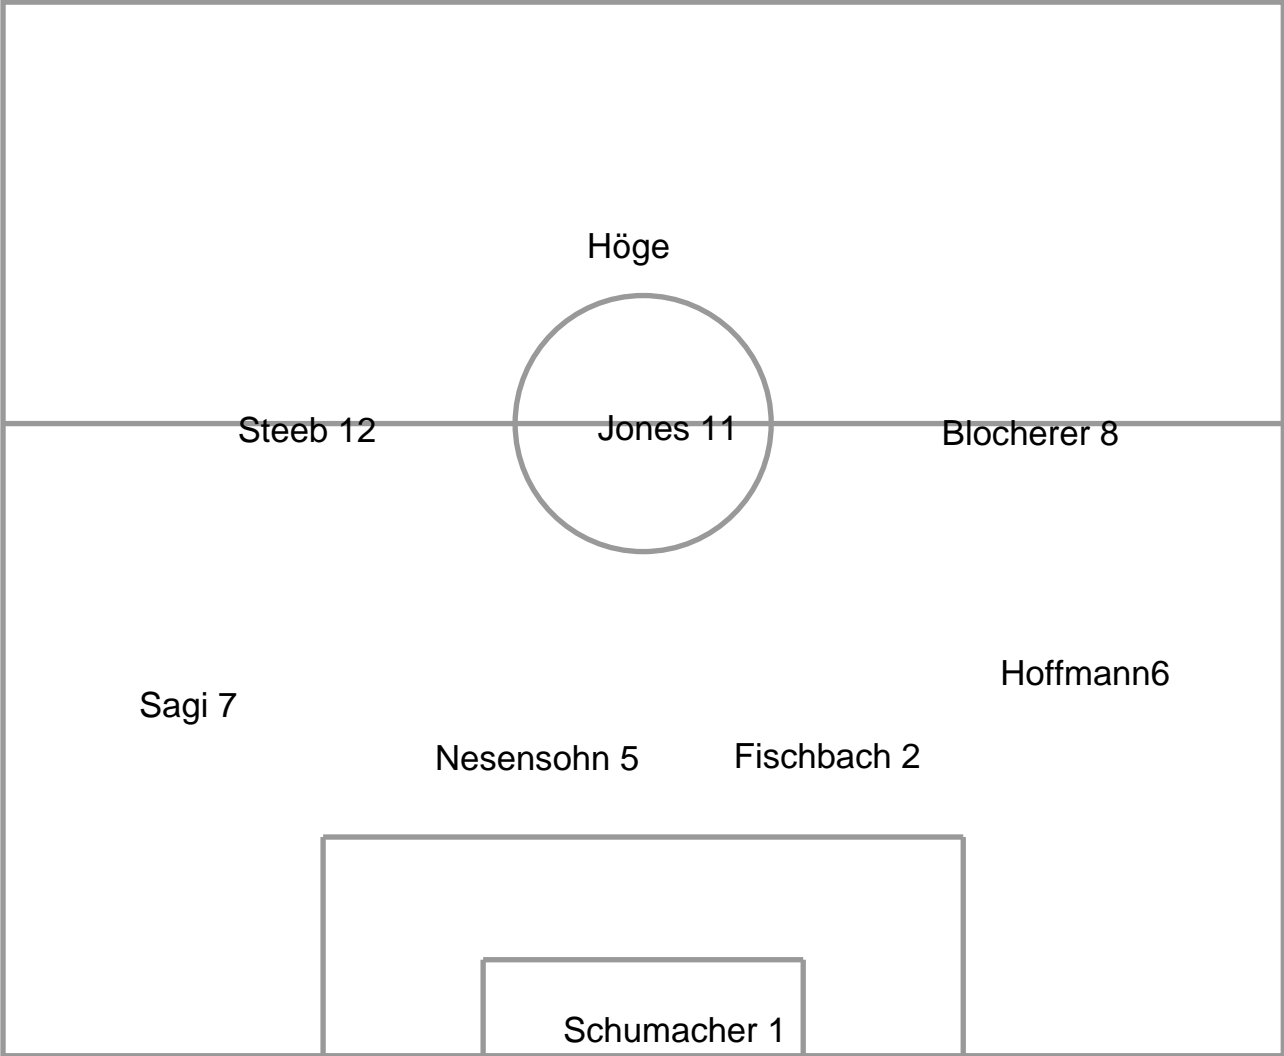 Höge
Steeb 12
Jones 11
Blocherer 8
Hoffmann6
Sagi 7
Nesensohn 5
Fischbach 2
Schumacher 1